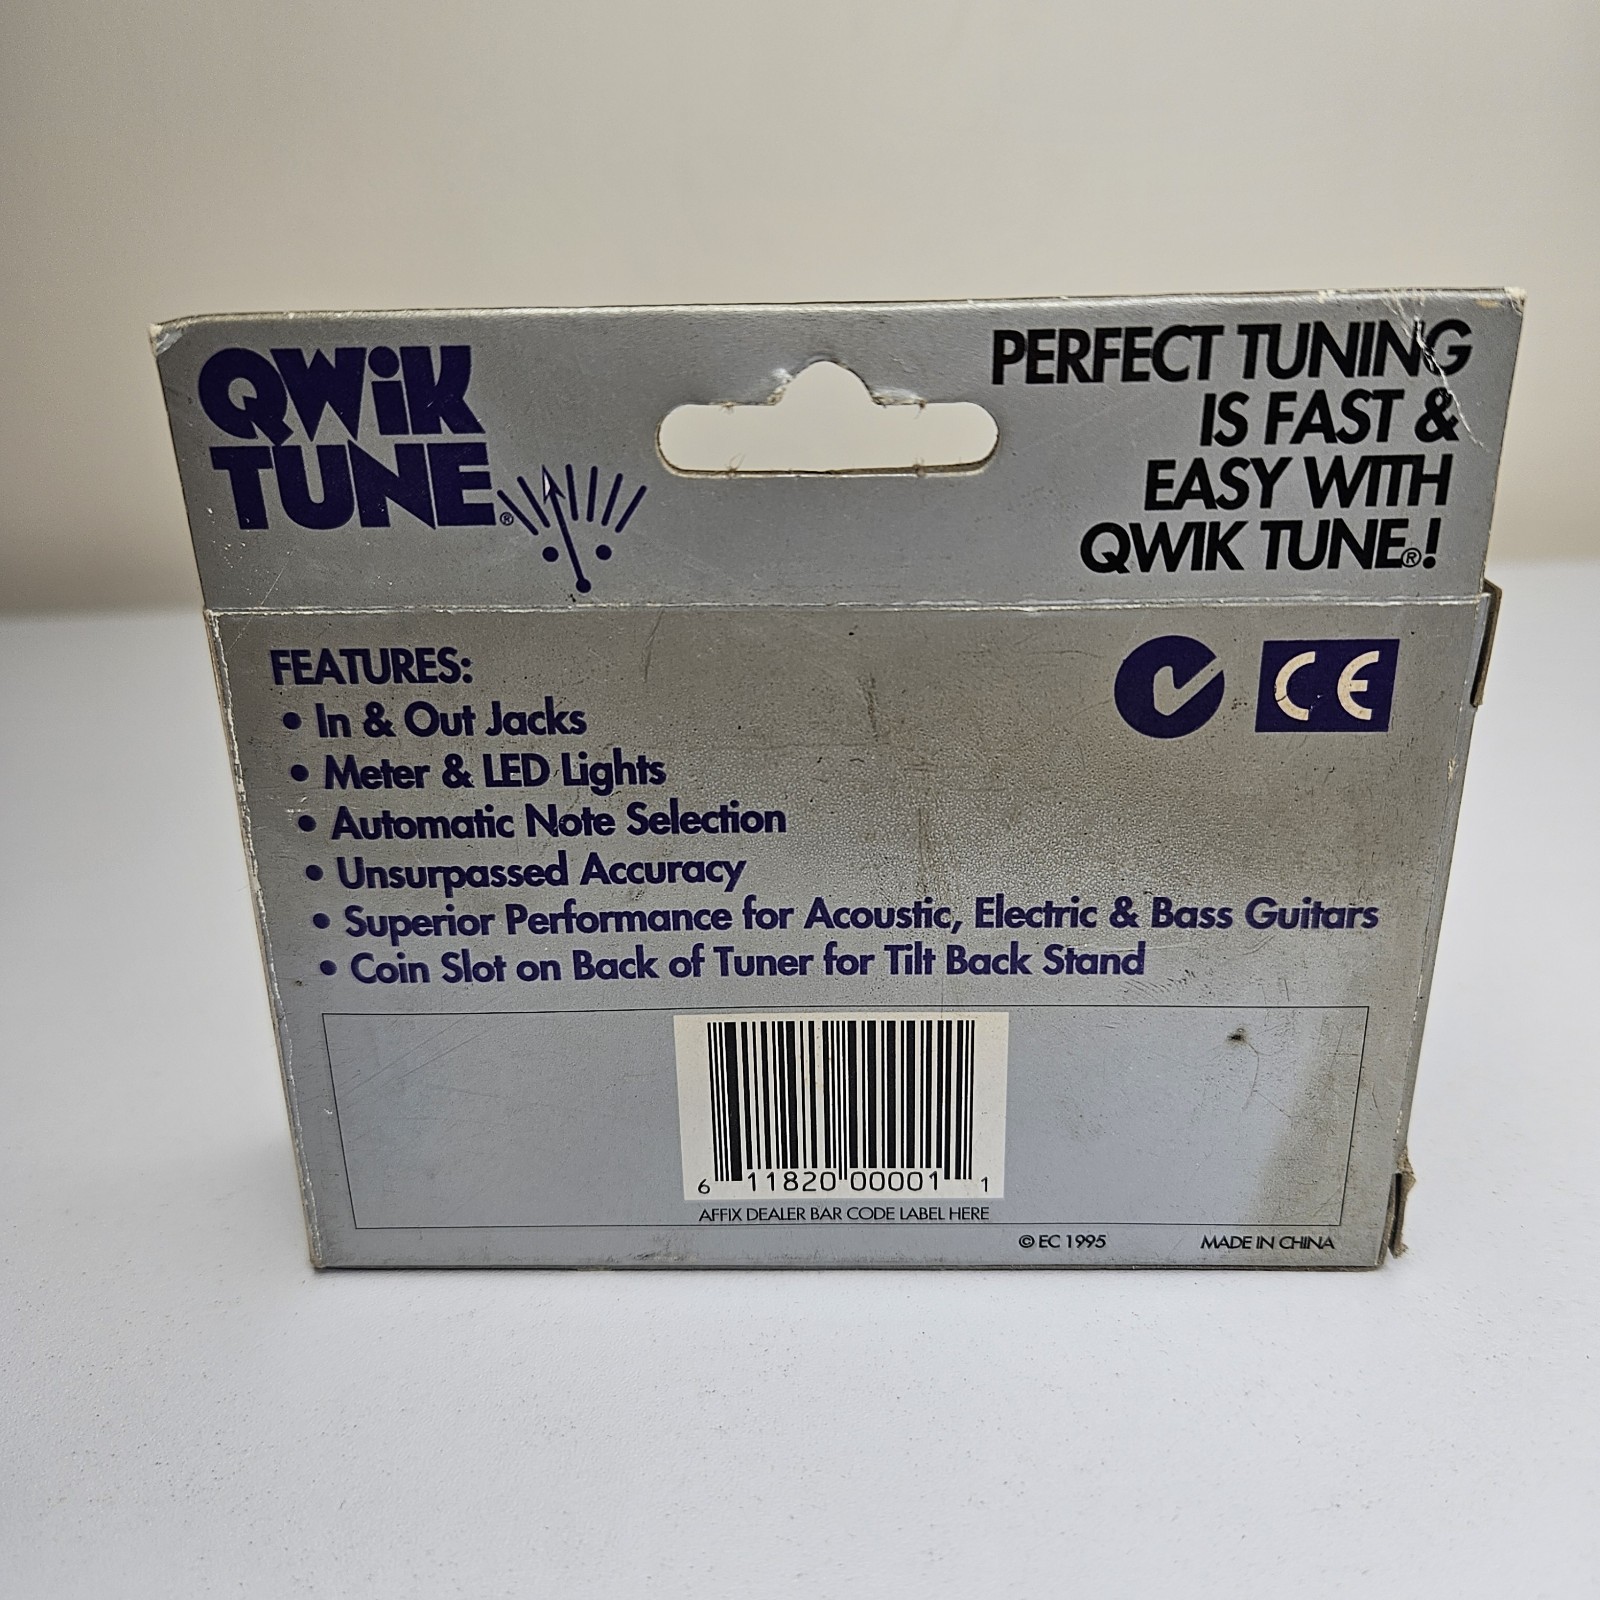 QWiK
TUNE®
PERFECT TUNING
IS FAST &
EASY WITH
QWIK TUNE®!
FEATURES:
• In & Out Jacks
• Meter & LED Lights
• Automatic Note Selection
• Unsurpassed Accuracy
• Superior Performance for Acoustic, Electric & Bass Guitars
• Coin Slot on Back of Tuner for Tilt Back Stand
CE
6 11820 00001 1
AFFIX DEALER BAR CODE LABEL HERE
© EC 1995 MADE IN CHINA